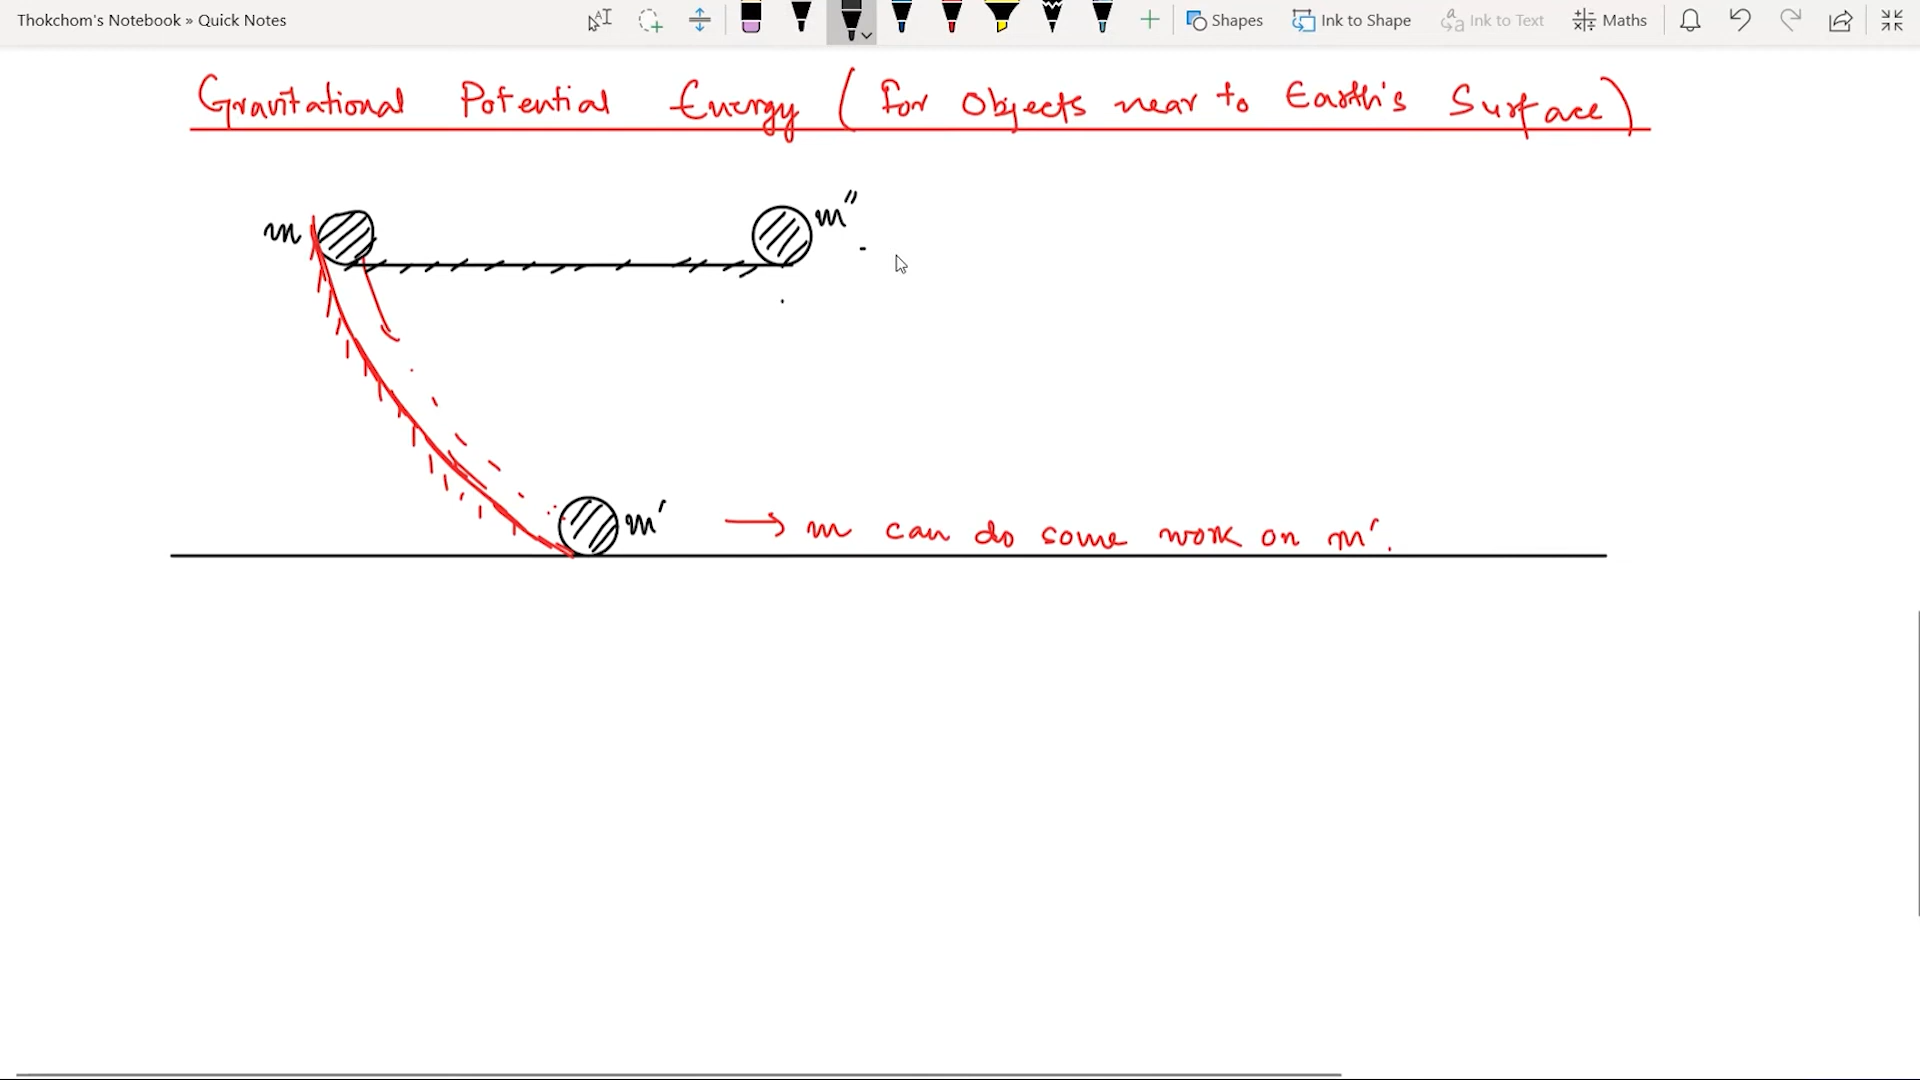 Thokchom's Notebook » Quick Notes
Shapes
Ink to Shape
Ink to Text
Maths
Gravitational Potential Energy (for Objects near to Earth's Surface)
m
m"
m'
→ m can do some work on m'.